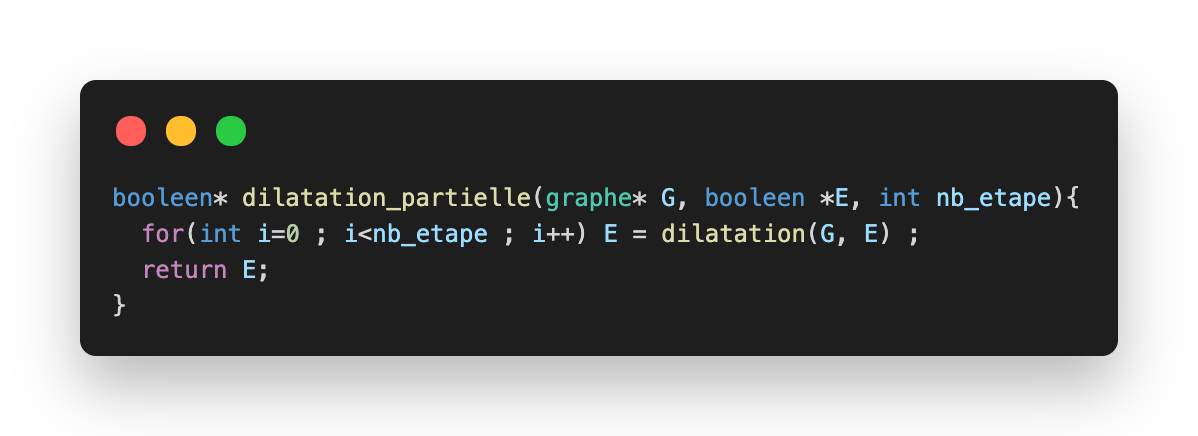 booleen* dilatation_partielle(graphe* G, booleen *E, int nb_etape){
  for(int i=0 ; i<nb_etape ; i++) E = dilatation(G, E) ;
  return E;
}